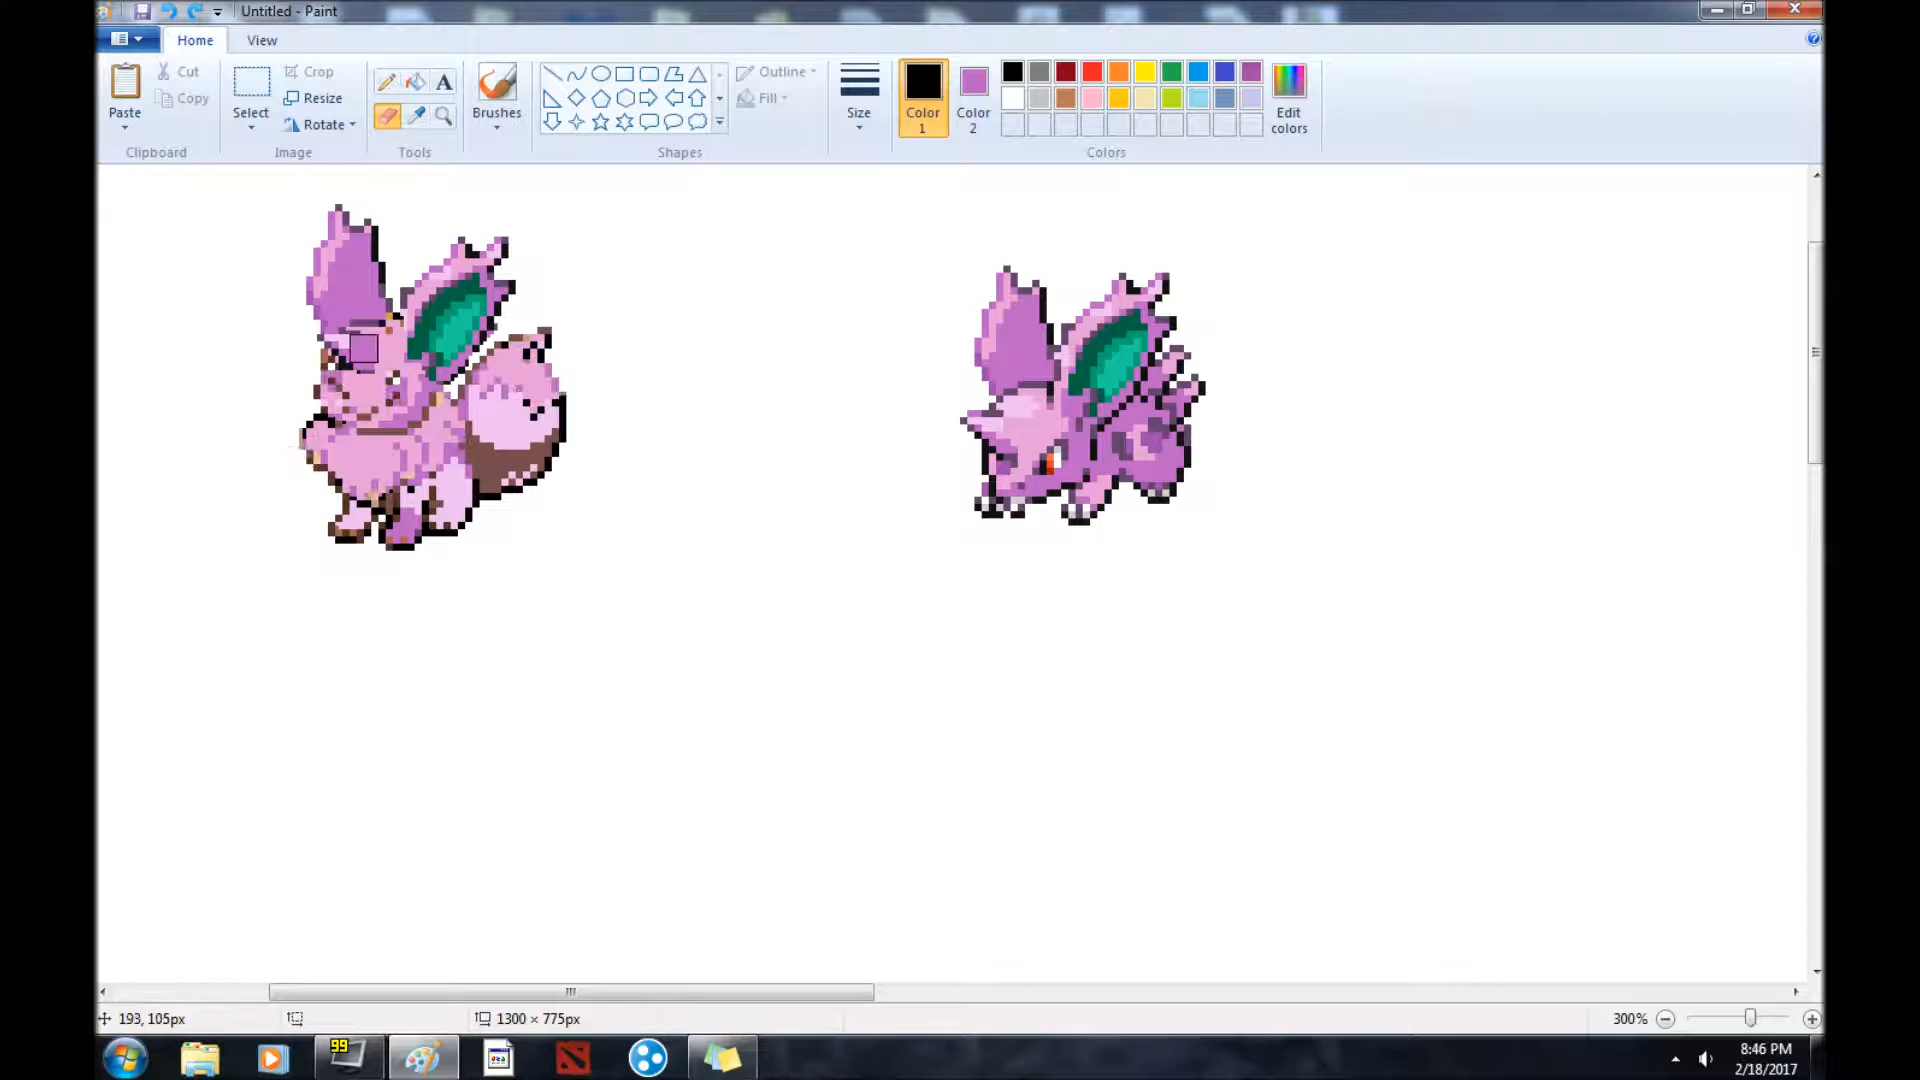 Untitled - Paint
Home View
Paste
Cut
Copy
Clipboard
Select
Crop
Resize
Rotate
Image
A
Tools
Brushes
Shapes
Outline
Fill
Size
Color 1
Color 2
Edit colors
Colors
193, 105px
1300 × 775px
300%
99
8:46 PM
2/18/2017